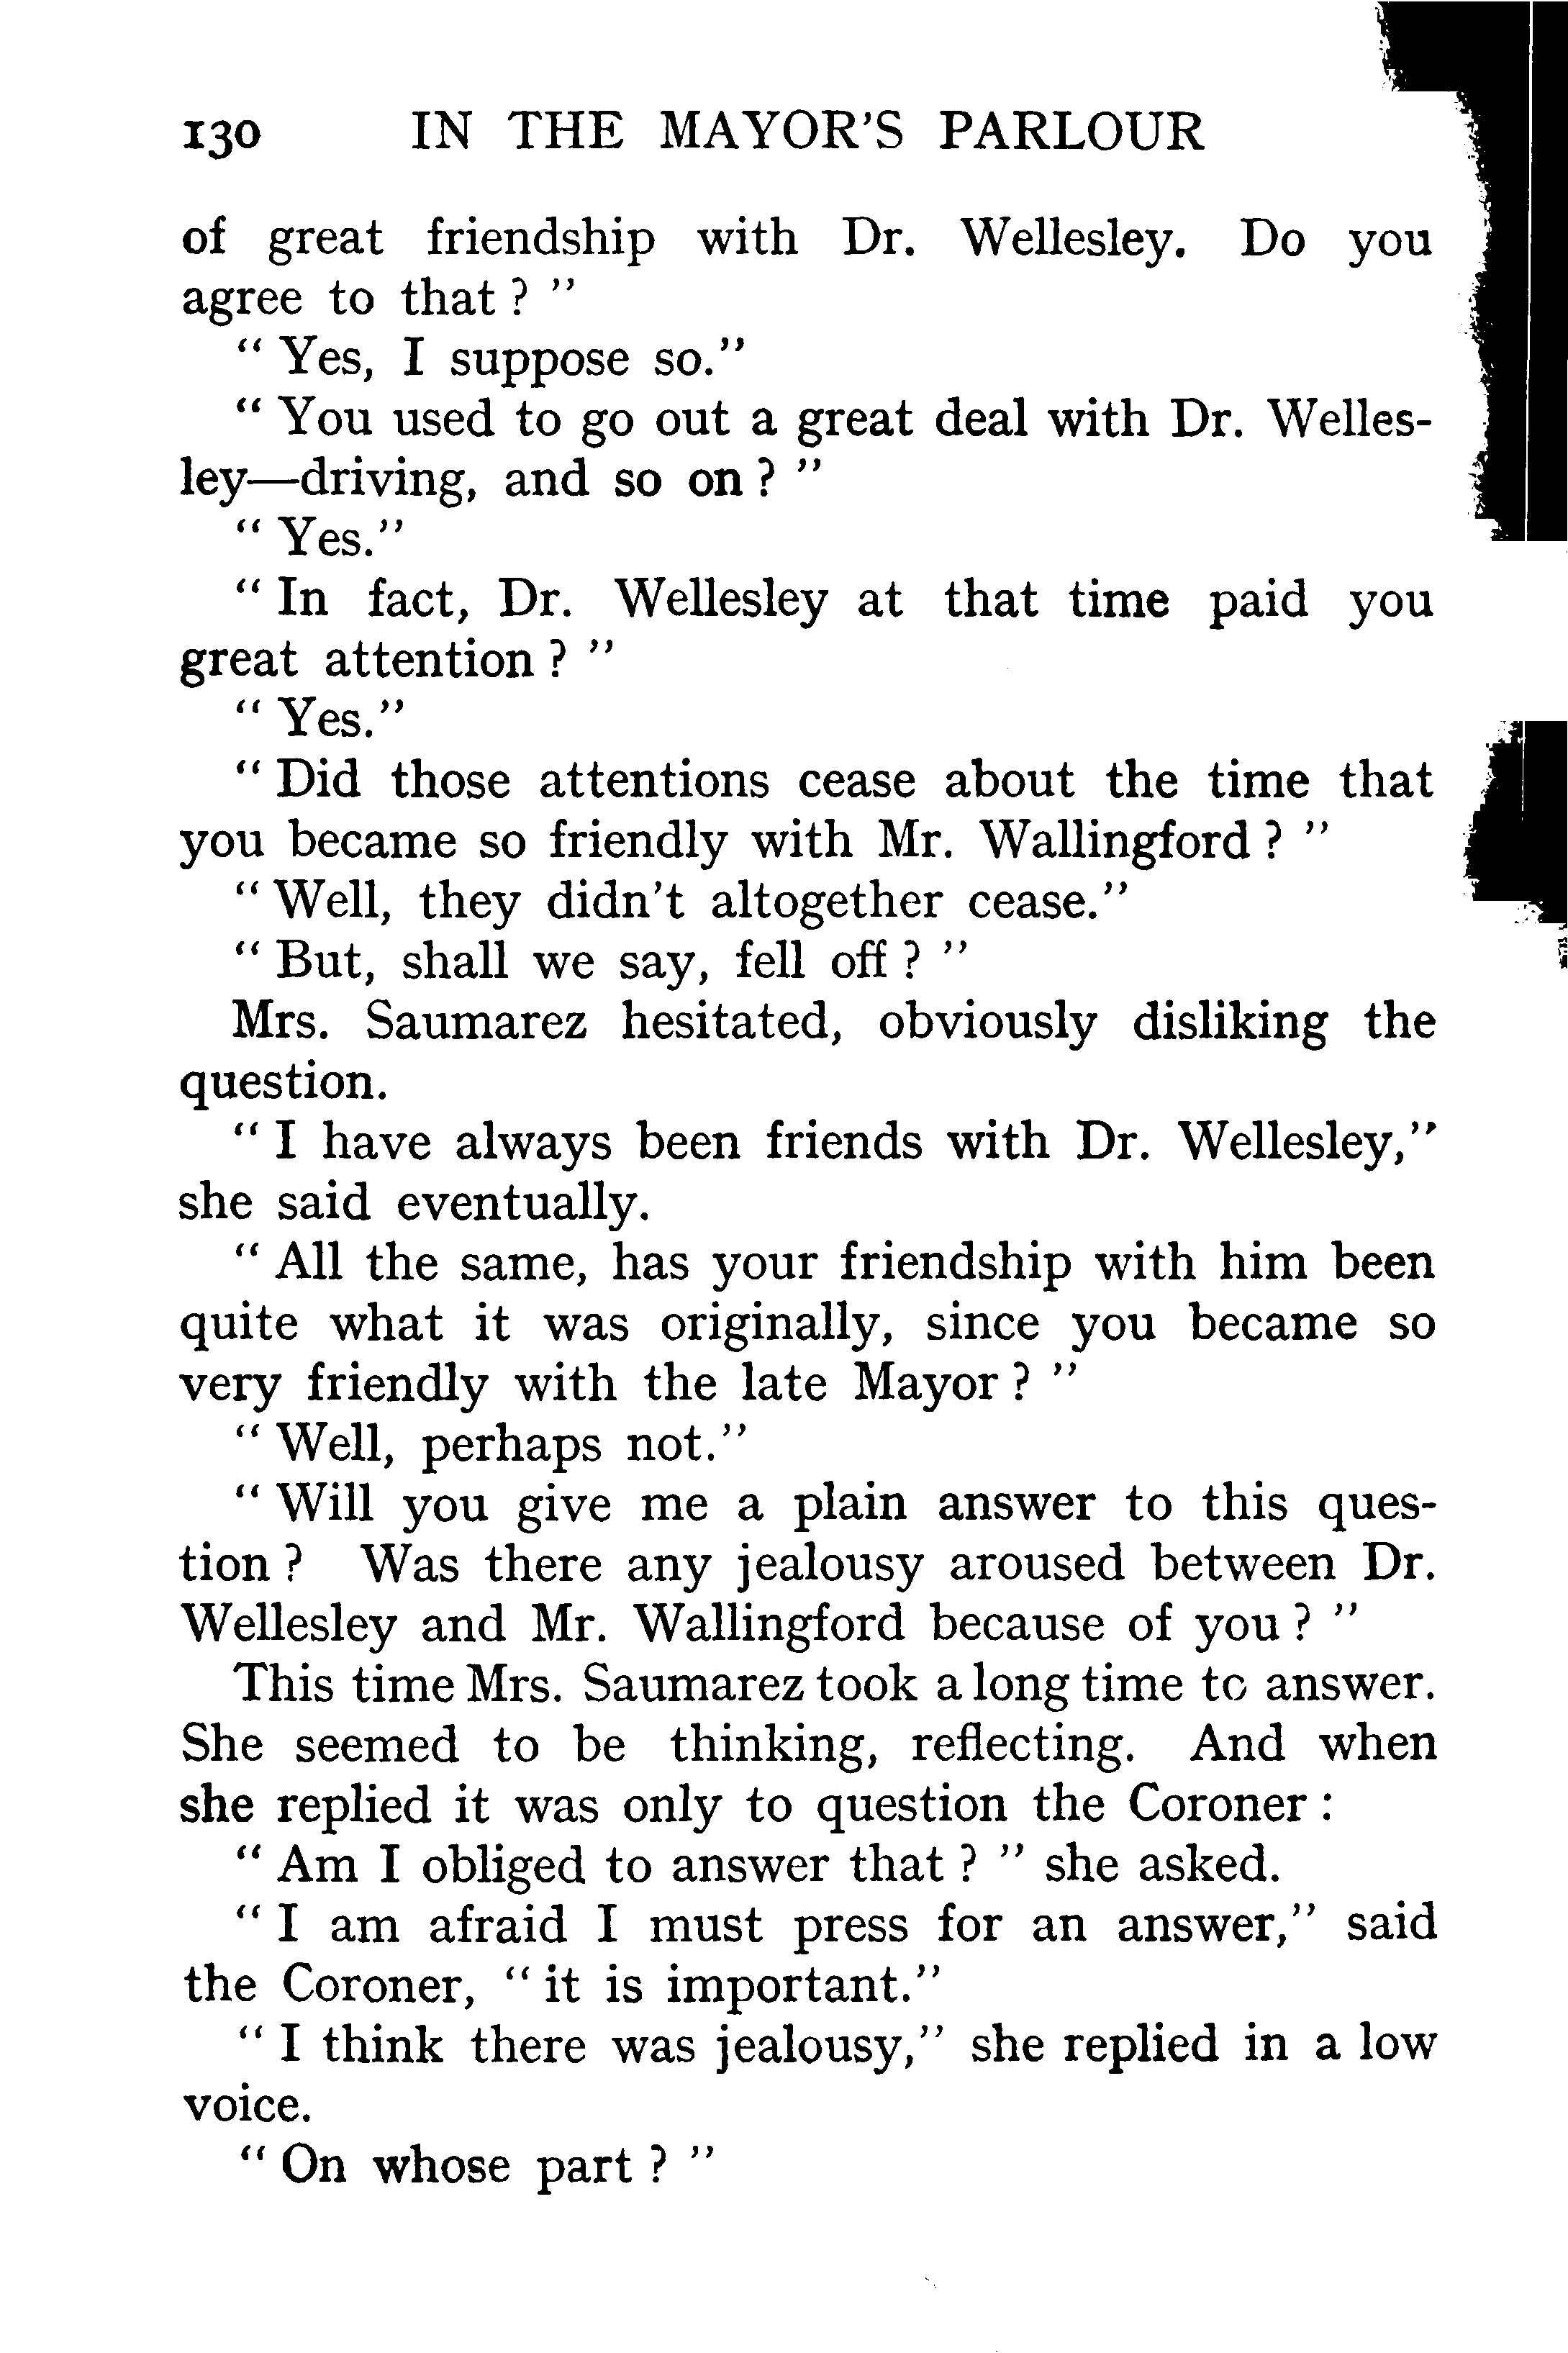 130 IN THE MAYOR'S PARLOUR
of great friendship with Dr. Wellesley. Do you
agree to that ? "
" Yes, I suppose so."
" You used to go out a great deal with Dr. Welles-
ley—driving, and so on ? "
" Yes."
" In fact, Dr. Wellesley at that time paid you
great attention ? "
" Yes."
" Did those attentions cease about the time that
you became so friendly with Mr. Wallingford ? "
" Well, they didn't altogether cease."
" But, shall we say, fell off ? "
Mrs. Saumarez hesitated, obviously disliking the
question.
" I have always been friends with Dr. Wellesley,"
she said eventually.
" All the same, has your friendship with him been
quite what it was originally, since you became so
very friendly with the late Mayor ? "
" Well, perhaps not."
" Will you give me a plain answer to this ques-
tion ? Was there any jealousy aroused between Dr.
Wellesley and Mr. Wallingford because of you ? "
This time Mrs. Saumarez took a long time to answer.
She seemed to be thinking, reflecting. And when
she replied it was only to question the Coroner :
" Am I obliged to answer that ? " she asked.
" I am afraid I must press for an answer," said
the Coroner, " it is important."
" I think there was jealousy," she replied in a low
voice.
" On whose part ? "